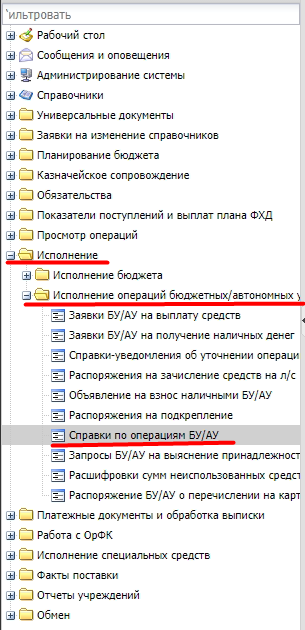 Фильтровать
Рабочий стол
Сообщения и оповещения
Администрирование системы
Справочники
Универсальные документы
Заявки на изменение справочников
Планирование бюджета
Казначейское сопровождение
Обязательства
Показатели поступлений и выплат плана ФХД
Просмотр операций
Исполнение
Исполнение бюджета
Исполнение операций бюджетных/автономных у
Заявки БУ/АУ на выплату средств
Заявки БУ/АУ на получение наличных денег
Справки-уведомления об уточнении операци
Распоряжения на зачисление средств на л/с
Объявление на взнос наличными БУ/АУ
Распоряжения на подкрепление
Справки по операциям БУ/АУ
Запросы БУ/АУ на выяснение принадлежност
Расшифровки сумм неиспользованных средст
Распоряжение БУ/АУ о перечислении на карт
Платежные документы и обработка выписки
Работа с ОрФК
Исполнение специальных средств
Факты поставки
Отчеты учреждений
Обмен